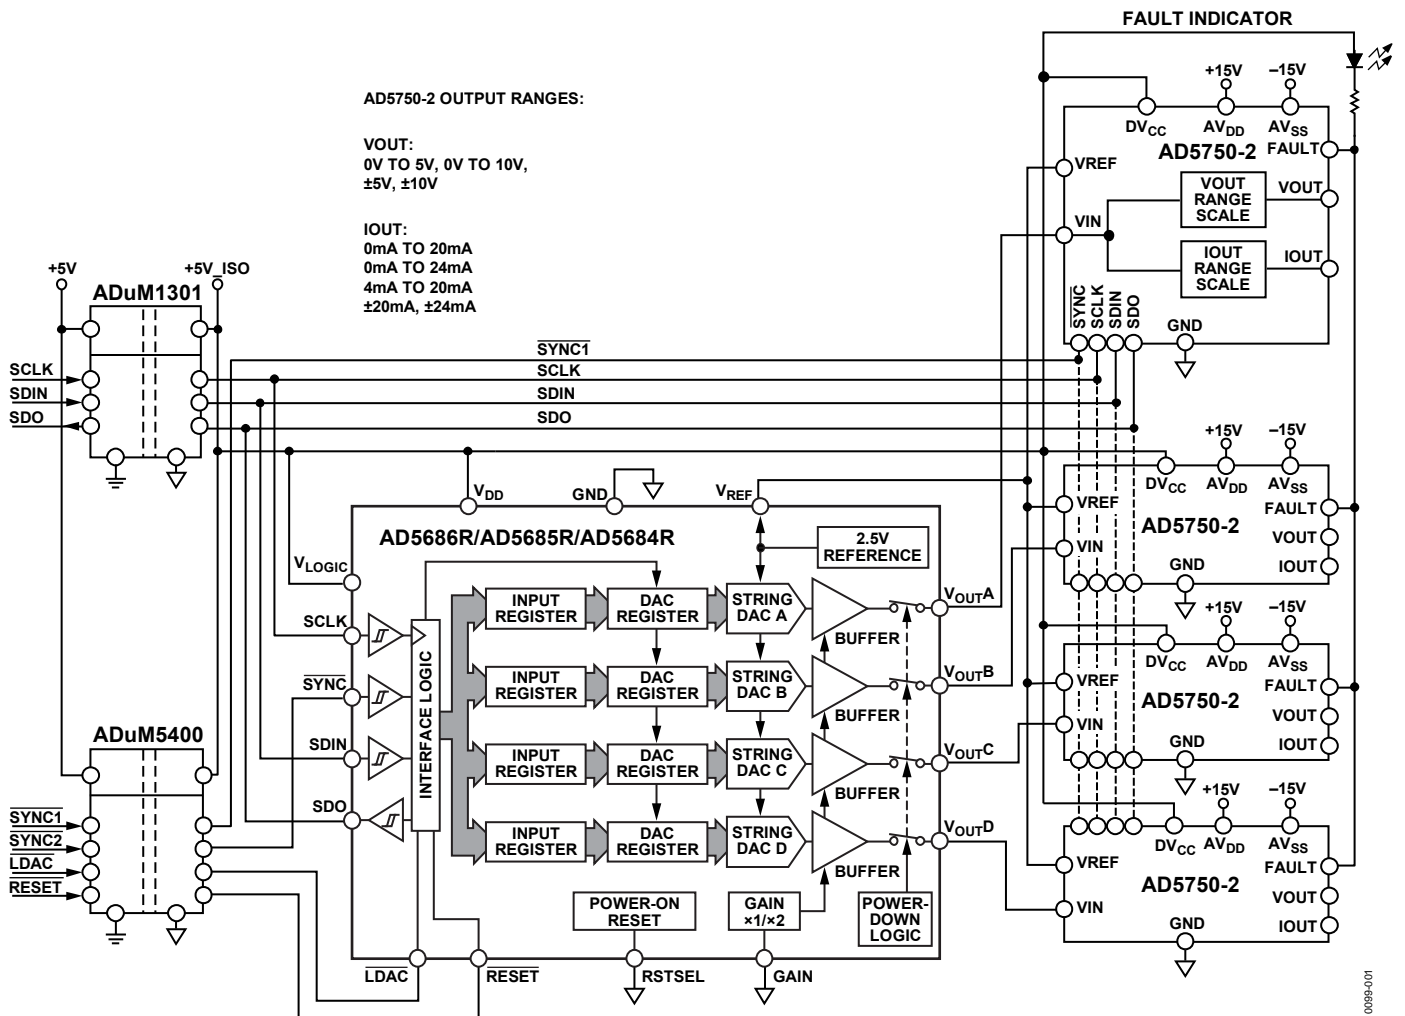 FAULT INDICATOR
AD5750-2 OUTPUT RANGES:
VOUT:
0V TO 5V, 0V TO 10V,
±5V, ±10V
IOUT:
0mA TO 20mA
0mA TO 24mA
4mA TO 20mA
±20mA, ±24mA
+15V
–15V
DVCC
AVDD
AVSS
AD5750-2
FAULT
VREF
VOUT
RANGE
SCALE
VOUT
VIN
IOUT
RANGE
SCALE
IOUT
SYNC
SCLK
SDIN
SDO
GND
+5V
+5V_ISO
ADuM1301
SCLK
SDIN
SDO
SYNC1
SCLK
SDIN
SDO
+15V
–15V
DVCC
AVDD
AVSS
VREF
AD5750-2
FAULT
VIN
VOUT
GND
IOUT
VDD
GND
VREF
AD5686R/AD5685R/AD5684R
2.5V
REFERENCE
VLOGIC
SCLK
SYNC
SDIN
SDO
INTERFACE LOGIC
INPUT
REGISTER
DAC
REGISTER
STRING
DAC A
BUFFER
VOUTA
INPUT
REGISTER
DAC
REGISTER
STRING
DAC B
BUFFER
VOUTB
INPUT
REGISTER
DAC
REGISTER
STRING
DAC C
BUFFER
VOUTC
INPUT
REGISTER
DAC
REGISTER
STRING
DAC D
BUFFER
VOUTD
POWER-ON
RESET
GAIN
×1/×2
POWER-
DOWN
LOGIC
LDAC
RESET
RSTSEL
GAIN
+15V
–15V
DVCC
AVDD
AVSS
VREF
AD5750-2
FAULT
VIN
VOUT
GND
IOUT
ADuM5400
SYNC1
SYNC2
LDAC
RESET
+15V
–15V
DVCC
AVDD
AVSS
VREF
AD5750-2
FAULT
VIN
VOUT
GND
IOUT
0099-001